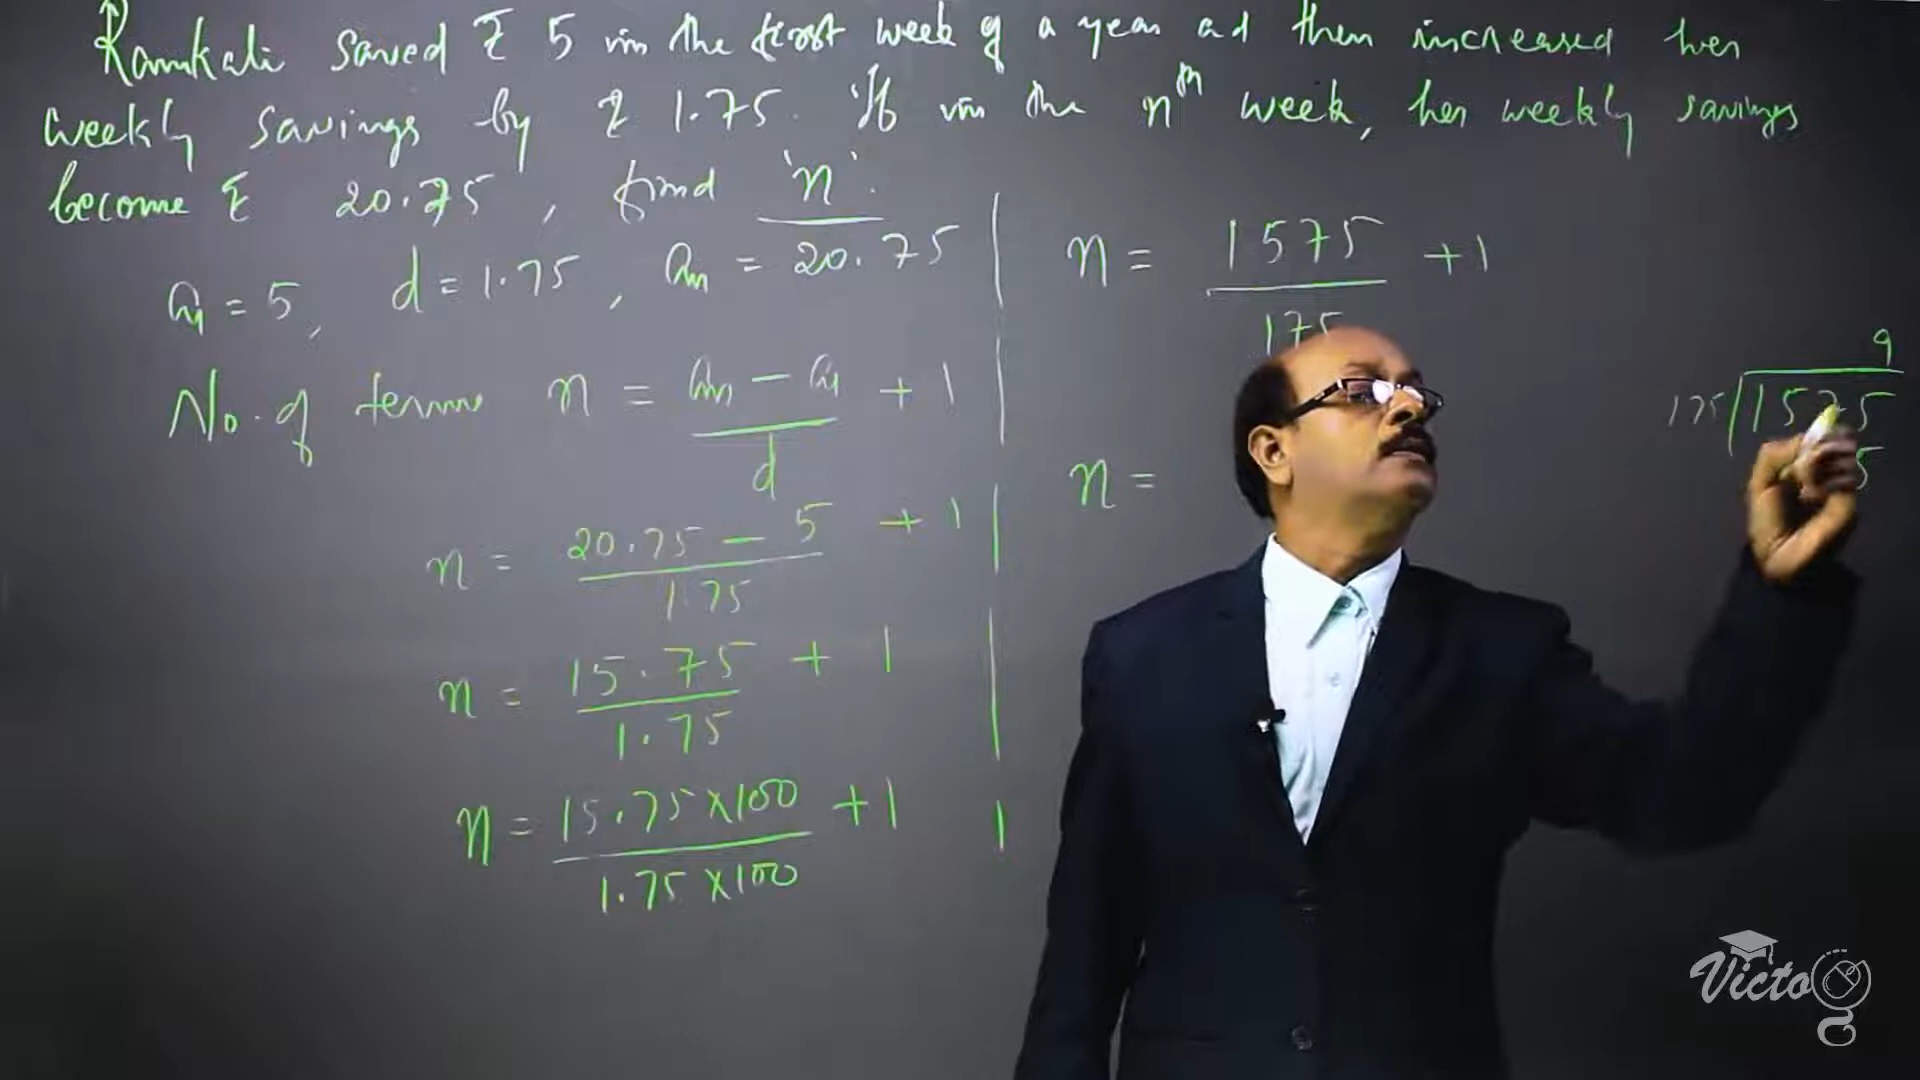 Ramkali saved ₹ 5 in the first week of a year ad then increased her
weekly savings by ₹ 1.75. If in the nth week, her weekly savings
become ₹ 20.75, find 'n'.
a₁ = 5, d = 1.75, aₙ = 20.75
No. of terms n = aₙ − a₁ / d + 1
n = 20.75 − 5 / 1.75 + 1
n = 15.75 / 1.75 + 1
n = 15.75 × 100 / 1.75 × 100 + 1
n = 1575 / 175 + 1
n =
9
175 1575
5
Victo